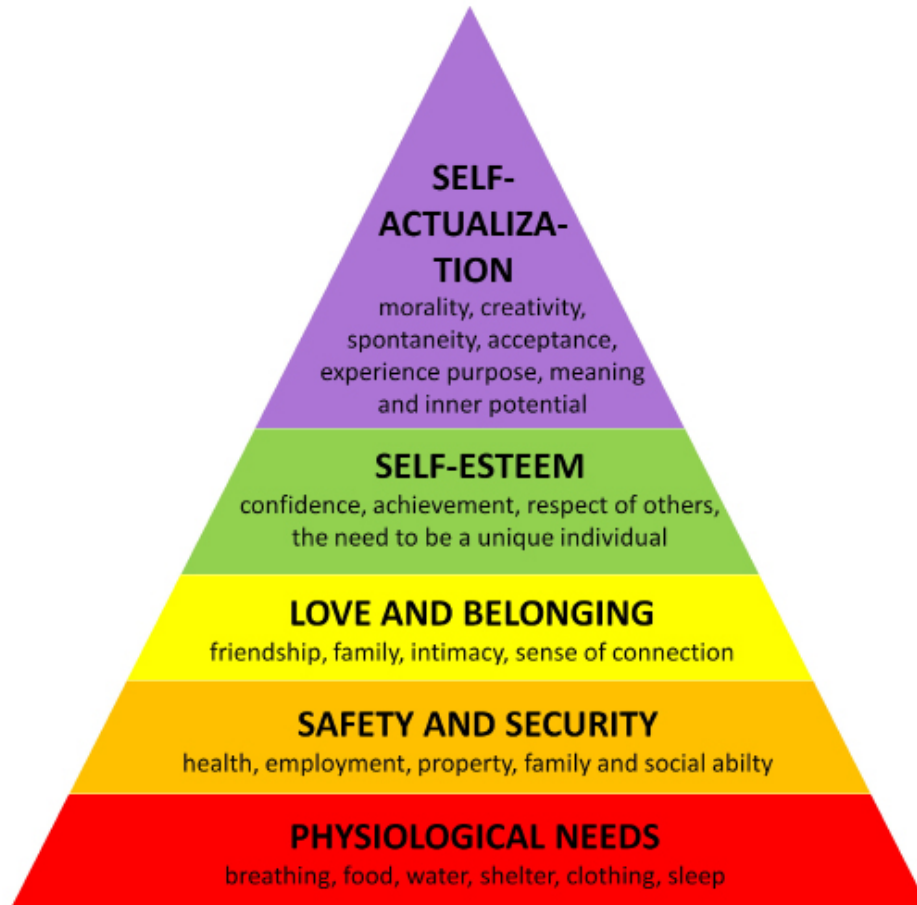 SELF-
ACTUALIZA-
TION
morality, creativity,
spontaneity, acceptance,
experience purpose, meaning
and inner potential
SELF-ESTEEM
confidence, achievement, respect of others,
the need to be a unique individual
LOVE AND BELONGING
friendship, family, intimacy, sense of connection
SAFETY AND SECURITY
health, employment, property, family and social abilty
PHYSIOLOGICAL NEEDS
breathing, food, water, shelter, clothing, sleep